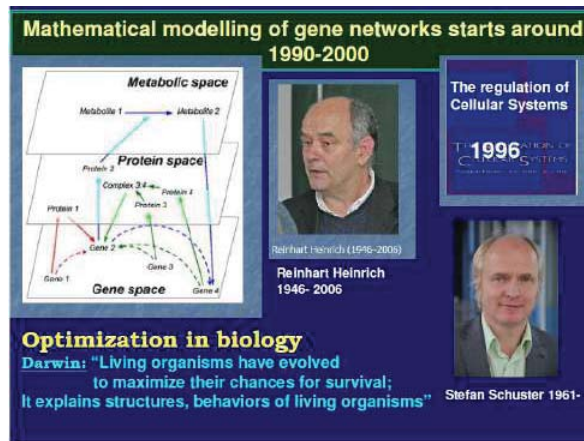 Mathematical modelling of gene networks starts around
1990-2000
Metabolic space
Metabolite 1
Metabolite 2
Protein space
Protein 2
Complex 3:4
Protein 4
Protein 3
Protein 1
Gene 2
Gene 3
Gene 1
Gene 4
Gene space
Reinhart Heinrich (1946-2006)
Reinhart Heinrich
1946- 2006
The regulation of
Cellular Systems
1996
Stefan Schuster 1961-
Optimization in biology
Darwin: “Living organisms have evolved
to maximize their chances for survival;
It explains structures, behaviors of living organisms”